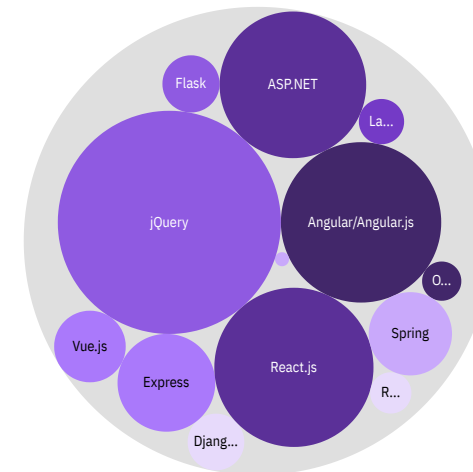 Flask
ASP.NET
La...
jQuery
Angular/Angular.js
O...
Vue.js
Express
React.js
Spring
R...
Djang...